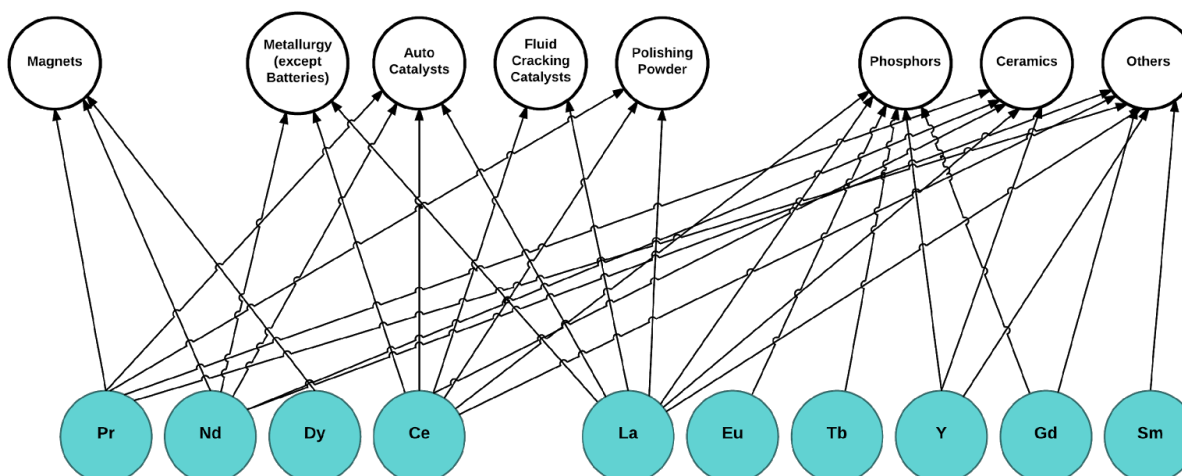 Magnets
Metallurgy
(except
Batteries)
Auto
Catalysts
Fluid
Cracking
Catalysts
Polishing
Powder
Phosphors
Ceramics
Others
Pr
Nd
Dy
Ce
La
Eu
Tb
Y
Gd
Sm